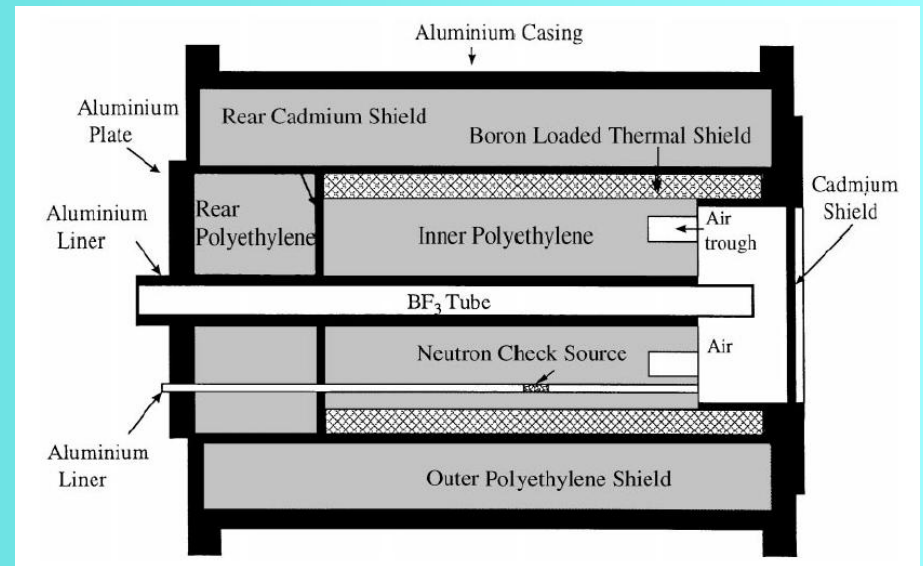 Aluminium Casing
Aluminium
Plate
Rear Cadmium Shield
Boron Loaded Thermal Shield
Cadmium
Shield
Aluminium
Liner
Rear
Polyethylene
Inner Polyethylene
Air
trough
BF₃ Tube
Neutron Check Source
Air
Aluminium
Liner
Outer Polyethylene Shield